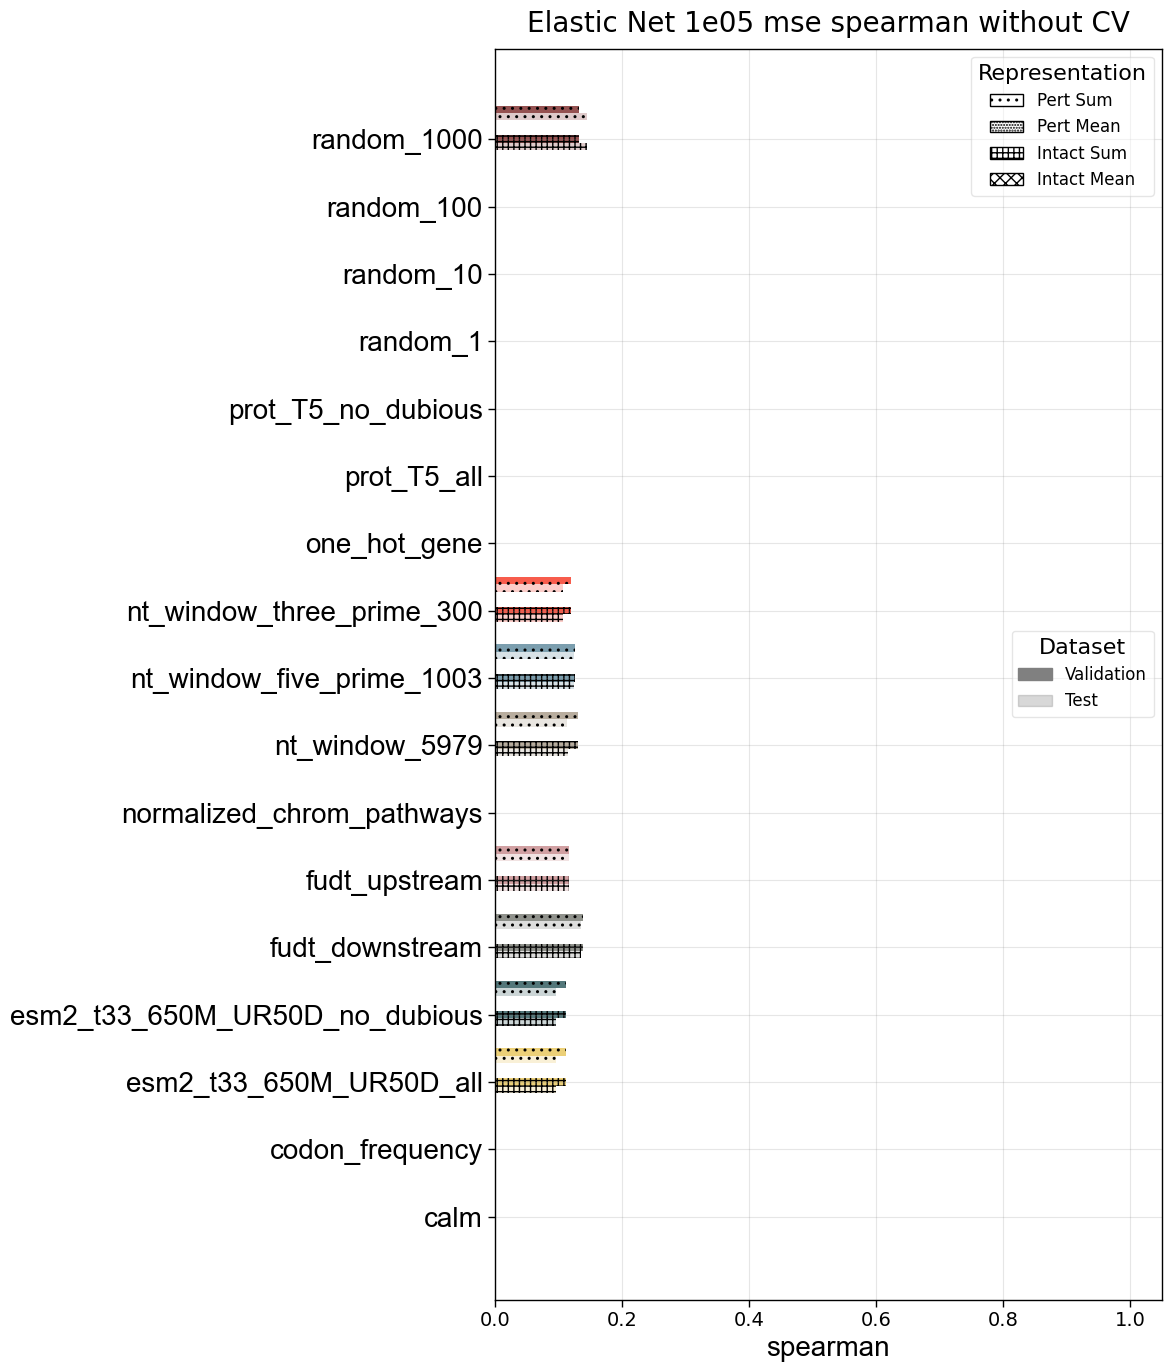 Elastic Net 1e05 mse spearman without CV
Representation
Pert Sum
Pert Mean
Intact Sum
Intact Mean
random_1000
random_100
random_10
random_1
prot_T5_no_dubious
prot_T5_all
one_hot_gene
nt_window_three_prime_300
nt_window_five_prime_1003
nt_window_5979
normalized_chrom_pathways
fudt_upstream
fudt_downstream
esm2_t33_650M_UR50D_no_dubious
esm2_t33_650M_UR50D_all
codon_frequency
calm
Dataset
Validation
Test
0.0 0.2 0.4 0.6 0.8 1.0
spearman